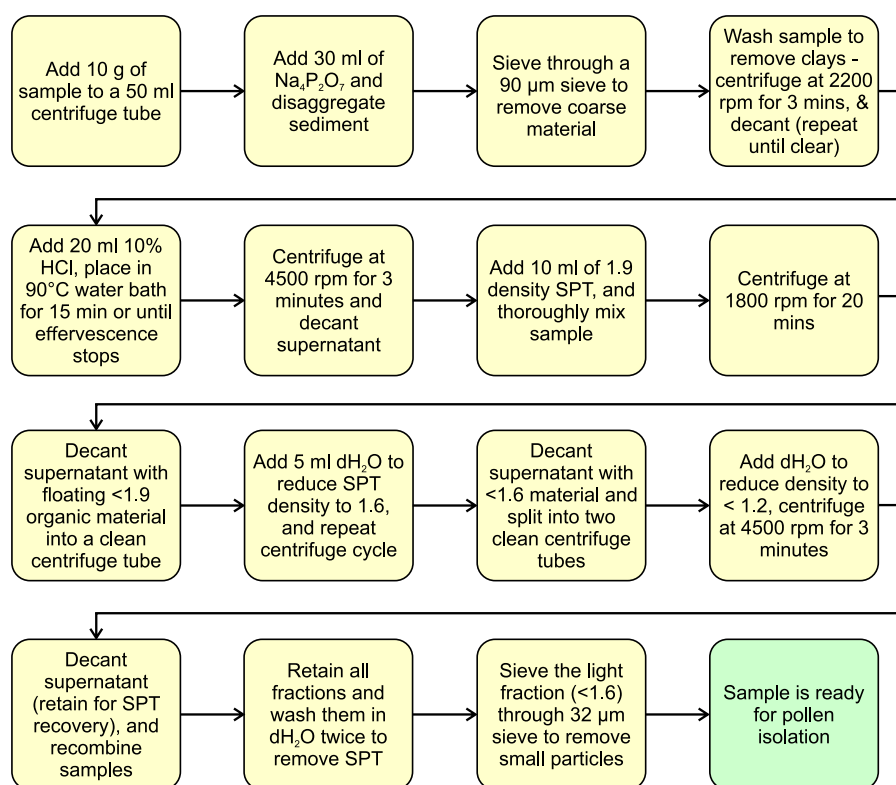 Add 10 g of
sample to a 50 ml
centrifuge tube
Add 30 ml of
Na₄P₂O₇ and
disaggregate
sediment
Sieve through a
90 µm sieve to
remove coarse
material
Wash sample to
remove clays -
centrifuge at 2200
rpm for 3 mins, &
decant (repeat
until clear)
Add 20 ml 10%
HCl, place in
90°C water bath
for 15 min or until
effervescence
stops
Centrifuge at
4500 rpm for 3
minutes and
decant
supernatant
Add 10 ml of 1.9
density SPT, and
thoroughly mix
sample
Centrifuge at
1800 rpm for 20
mins
Decant
supernatant with
floating <1.9
organic material
into a clean
centrifuge tube
Add 5 ml dH₂O to
reduce SPT
density to 1.6,
and repeat
centrifuge cycle
Decant
supernatant with
<1.6 material and
split into two
clean centrifuge
tubes
Add dH₂O to
reduce density to
< 1.2, centrifuge
at 4500 rpm for 3
minutes
Decant
supernatant
(retain for SPT
recovery), and
recombine
samples
Retain all
fractions and
wash them in
dH₂O twice to
remove SPT
Sieve the light
fraction (<1.6)
through 32 µm
sieve to remove
small particles
Sample is ready
for pollen
isolation